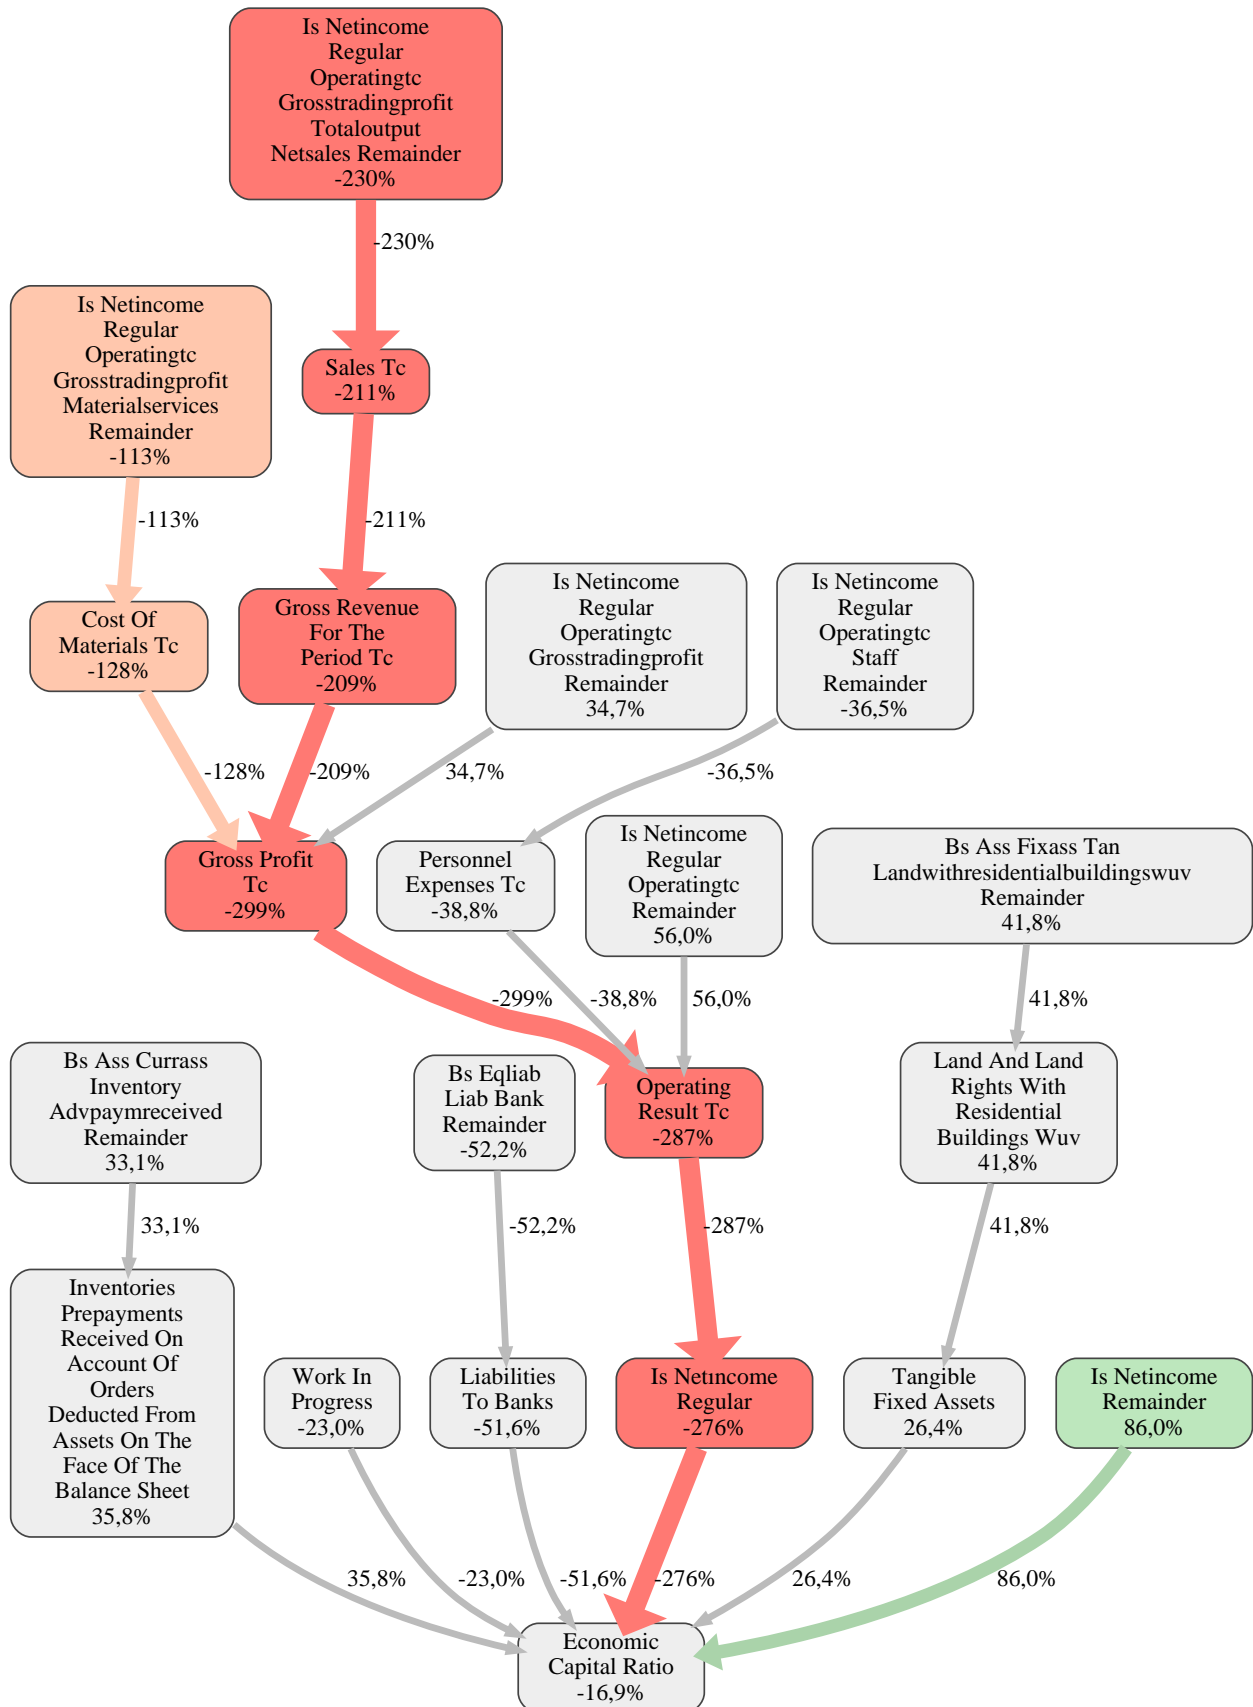 Is Netincome
Regular
Operatingtc
Grosstradingprofit
Totaloutput
Netsales Remainder
-230%
-230%
Is Netincome
Regular
Operatingtc
Grosstradingprofit
Materialservices
Remainder
-113%
Sales Tc
-211%
-113%
-211%
Is Netincome
Regular
Operatingtc
Grosstradingprofit
Remainder
34,7%
Is Netincome
Regular
Operatingtc
Staff
Remainder
-36,5%
Cost Of
Materials Tc
-128%
Gross Revenue
For The
Period Tc
-209%
-128%
-209%
34,7%
-36,5%
Gross Profit
Tc
-299%
Personnel
Expenses Tc
-38,8%
Is Netincome
Regular
Operatingtc
Remainder
56,0%
Bs Ass Fixass Tan
Landwithresidentialbuildingswuv
Remainder
41,8%
-299%
-38,8%
56,0%
41,8%
Bs Ass Currass
Inventory
Advpaymreceived
Remainder
33,1%
Bs Eqliab
Liab Bank
Remainder
-52,2%
Operating
Result Tc
-287%
Land And Land
Rights With
Residential
Buildings Wuv
41,8%
33,1%
-52,2%
-287%
41,8%
Inventories
Prepayments
Received On
Account Of
Orders
Deducted From
Assets On The
Face Of The
Balance Sheet
35,8%
Work In
Progress
-23,0%
Liabilities
To Banks
-51,6%
Is Netincome
Regular
-276%
Tangible
Fixed Assets
26,4%
Is Netincome
Remainder
86,0%
35,8%
-23,0%
-51,6%
-276%
26,4%
86,0%
Economic
Capital Ratio
-16,9%